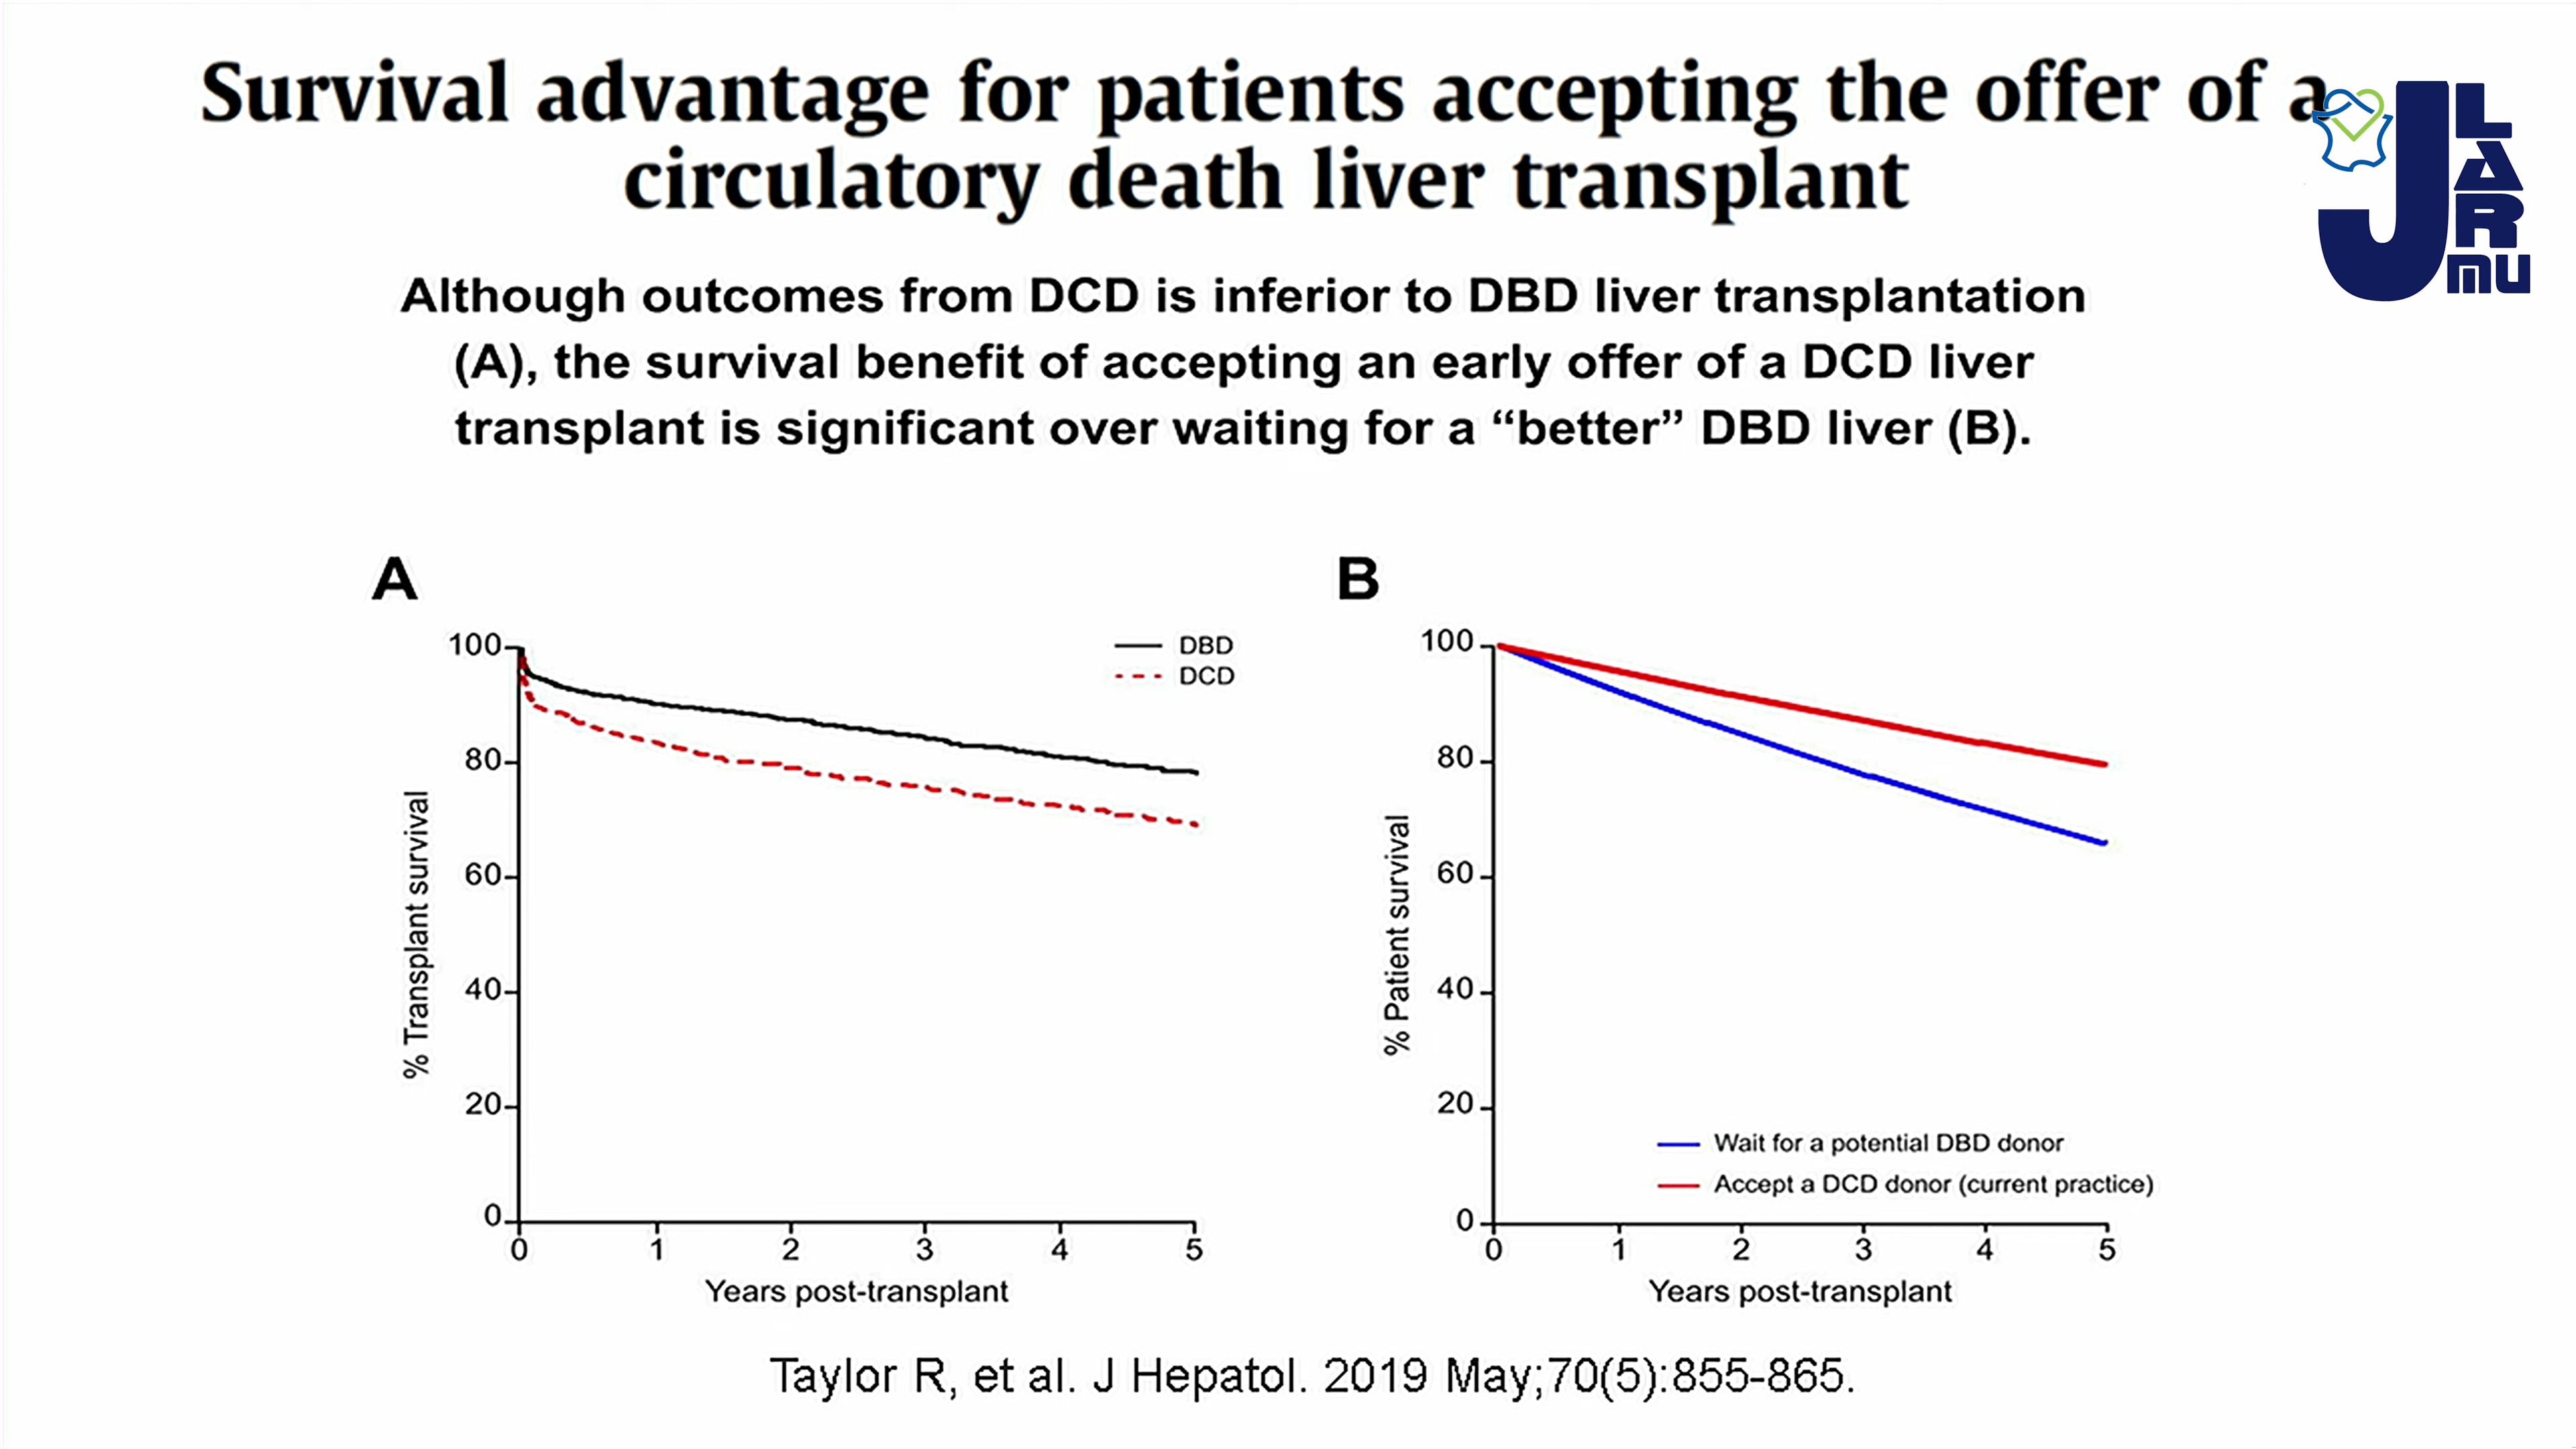 Survival advantage for patients accepting the offer of a
circulatory death liver transplant
J
L
A
R
MU
Although outcomes from DCD is inferior to DBD liver transplantation
(A), the survival benefit of accepting an early offer of a DCD liver
transplant is significant over waiting for a “better” DBD liver (B).
A
100
80
60
40
20
0
% Transplant survival
DBD
DCD
0 1 2 3 4 5
Years post-transplant
B
100
80
60
40
20
0
% Patient survival
Wait for a potential DBD donor
Accept a DCD donor (current practice)
0 1 2 3 4 5
Years post-transplant
Taylor R, et al. J Hepatol. 2019 May;70(5):855-865.